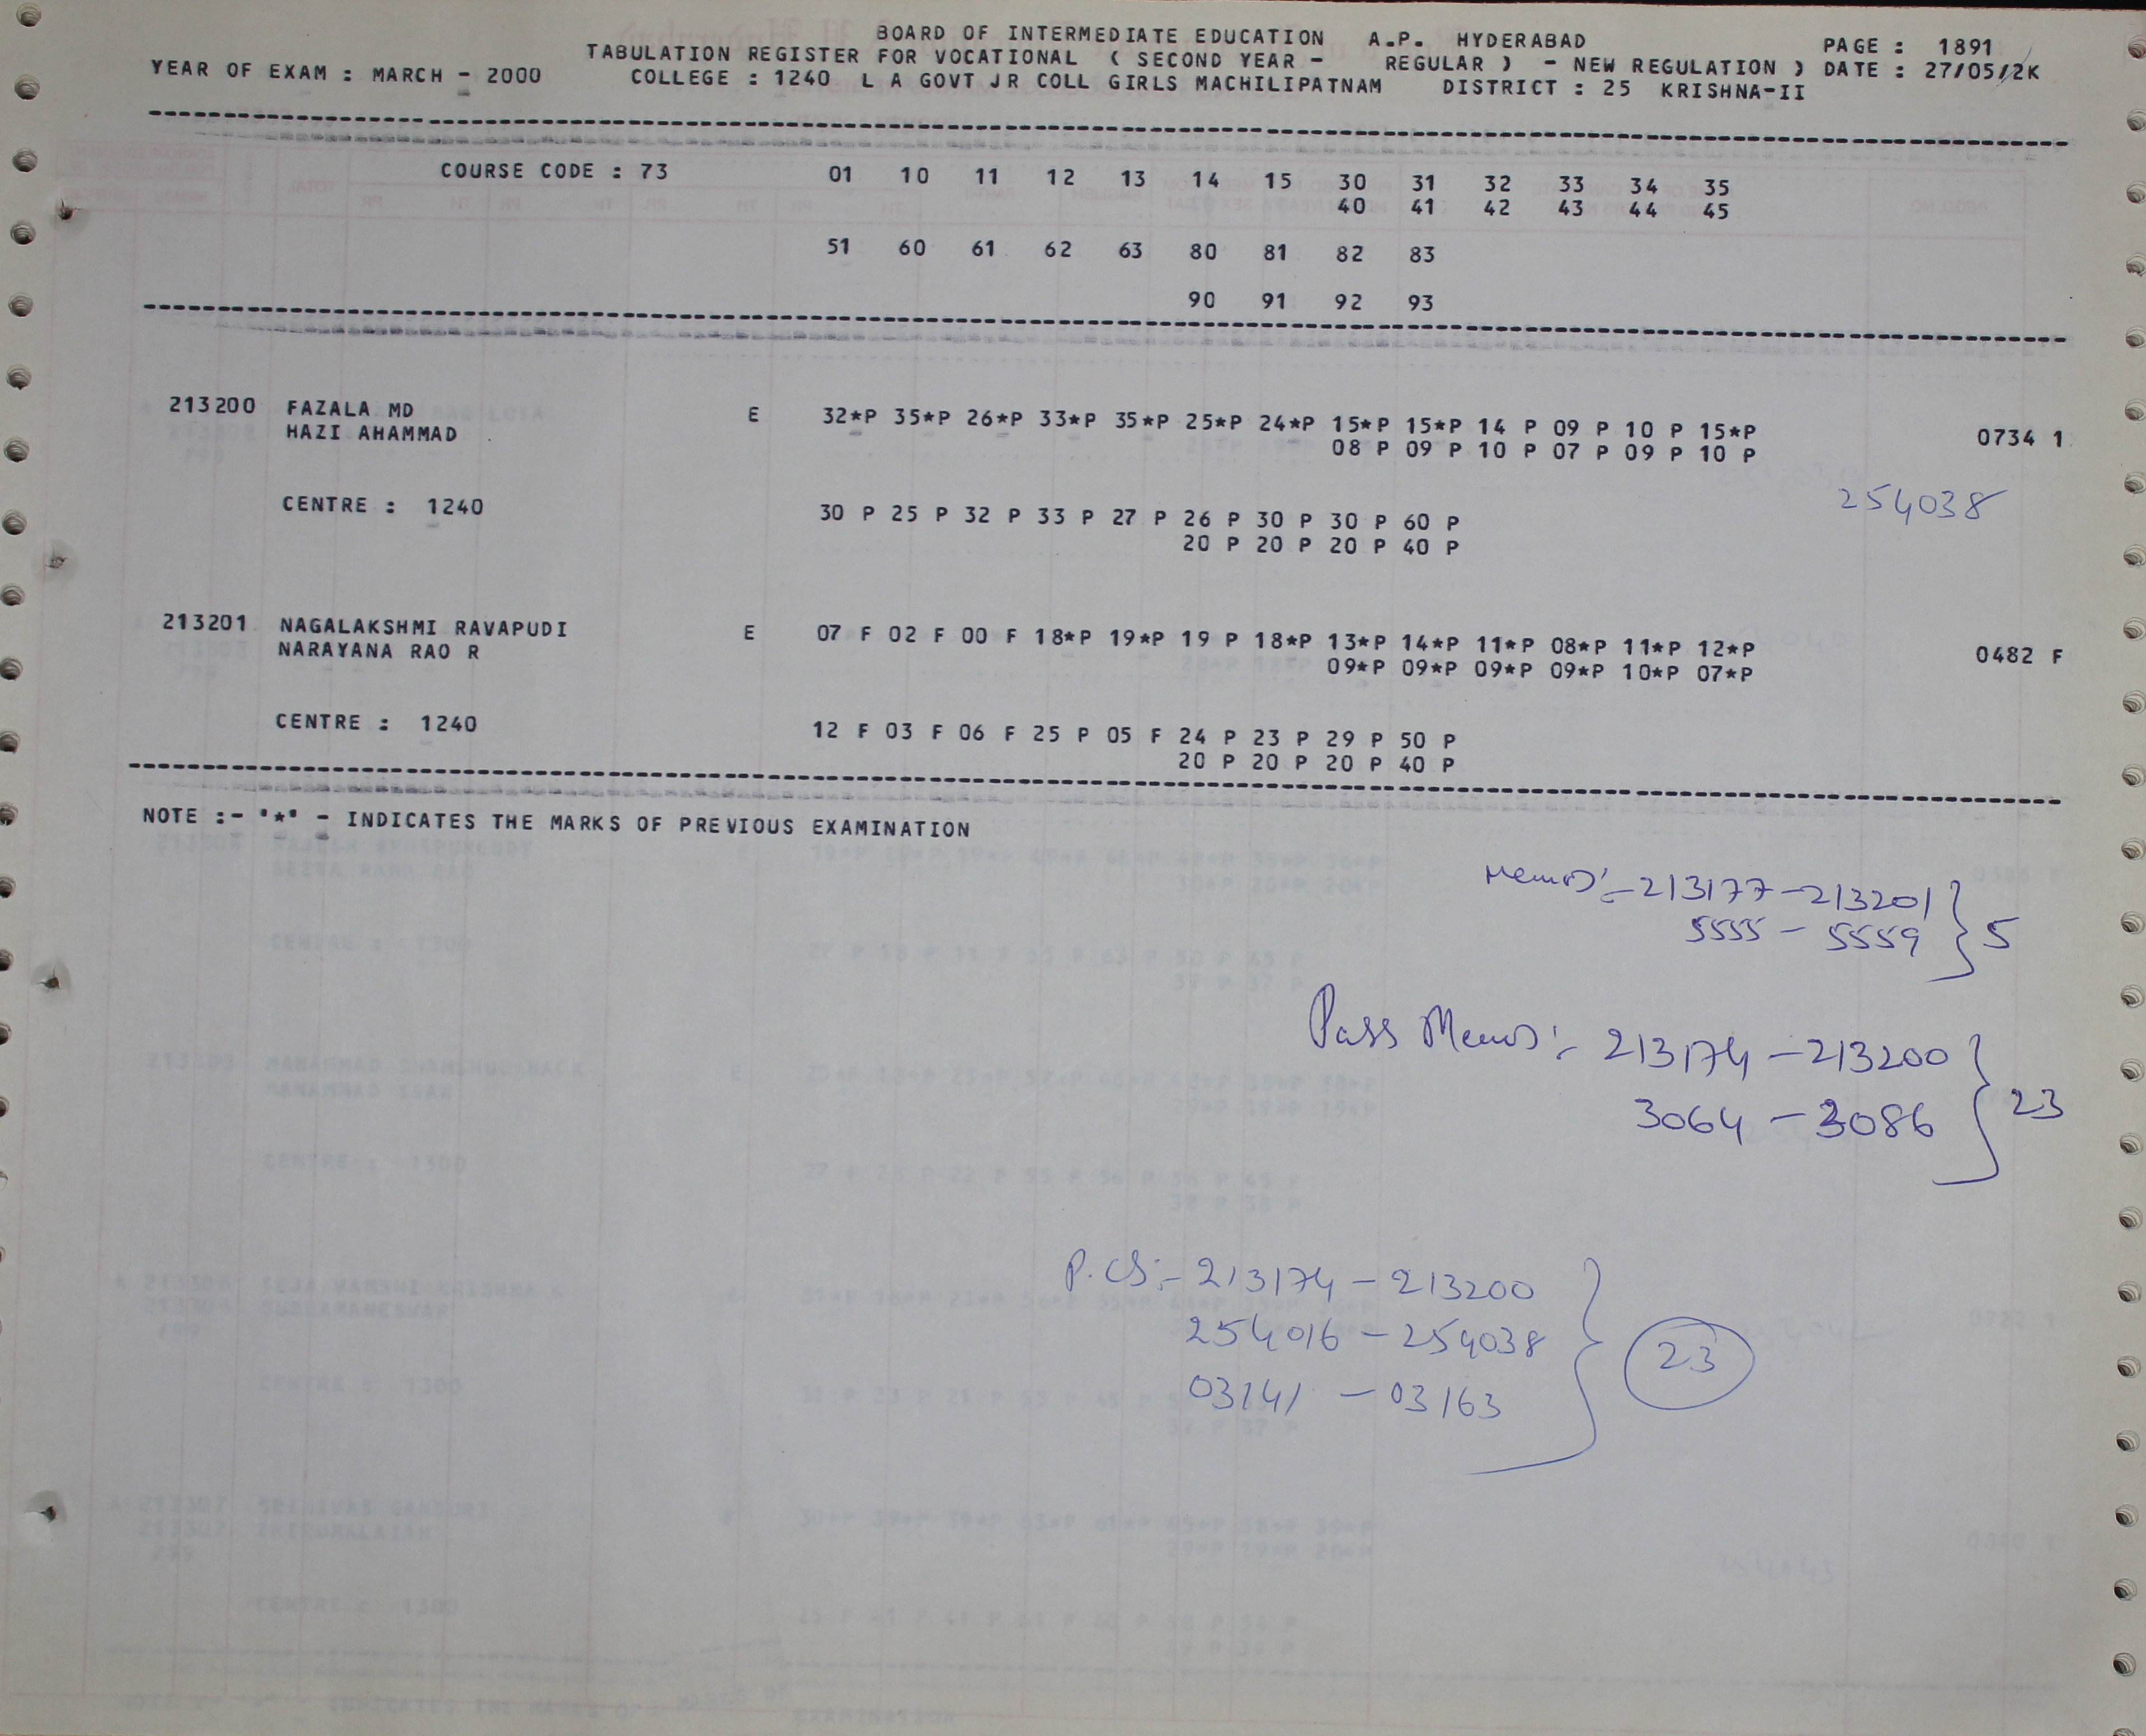 BOARD OF INTERMEDIATE EDUCATION A.P. HYDERABAD
PAGE : 1891
TABULATION REGISTER FOR VOCATIONAL ( SECOND YEAR - REGULAR ) - NEW REGULATION ) DATE : 27/05/2K
YEAR OF EXAM : MARCH - 2000 COLLEGE : 1240 L A GOVT JR COLL GIRLS MACHILIPATNAM DISTRICT : 25 KRISHNA-II
COURSE CODE : 73 01 10 11 12 13 14 15 30 31 32 33 34 35
40 41 42 43 44 45
51 60 61 62 63 80 81 82 83
90 91 92 93
213200 FAZALA MD E 32*P 35*P 26*P 33*P 35*P 25*P 24*P 15*P 15*P 14 P 09 P 10 P 15*P 0734 1
HAZI AHAMMAD 08 P 09 P 10 P 07 P 09 P 10 P
254038
CENTRE : 1240 30 P 25 P 32 P 33 P 27 P 26 P 30 P 30 P 60 P
20 P 20 P 20 P 40 P
213201 NAGALAKSHMI RAVAPUDI E 07 F 02 F 00 F 18*P 19*P 19 P 18*P 13*P 14*P 11*P 08*P 11*P 12*P 0482 F
NARAYANA RAO R 09*P 09*P 09*P 09*P 10*P 07*P
CENTRE : 1240 12 F 03 F 06 F 25 P 05 F 24 P 23 P 29 P 50 P
20 P 20 P 20 P 40 P
NOTE :- '*' - INDICATES THE MARKS OF PREVIOUS EXAMINATION
Memos:- 213177 - 213201
5555 - 5559 } 5
Pass Memos:- 213174 - 213200
3064 - 3086 } 23
P.CS:- 213174 - 213200
254016 - 254038 } 23
03141 - 03163